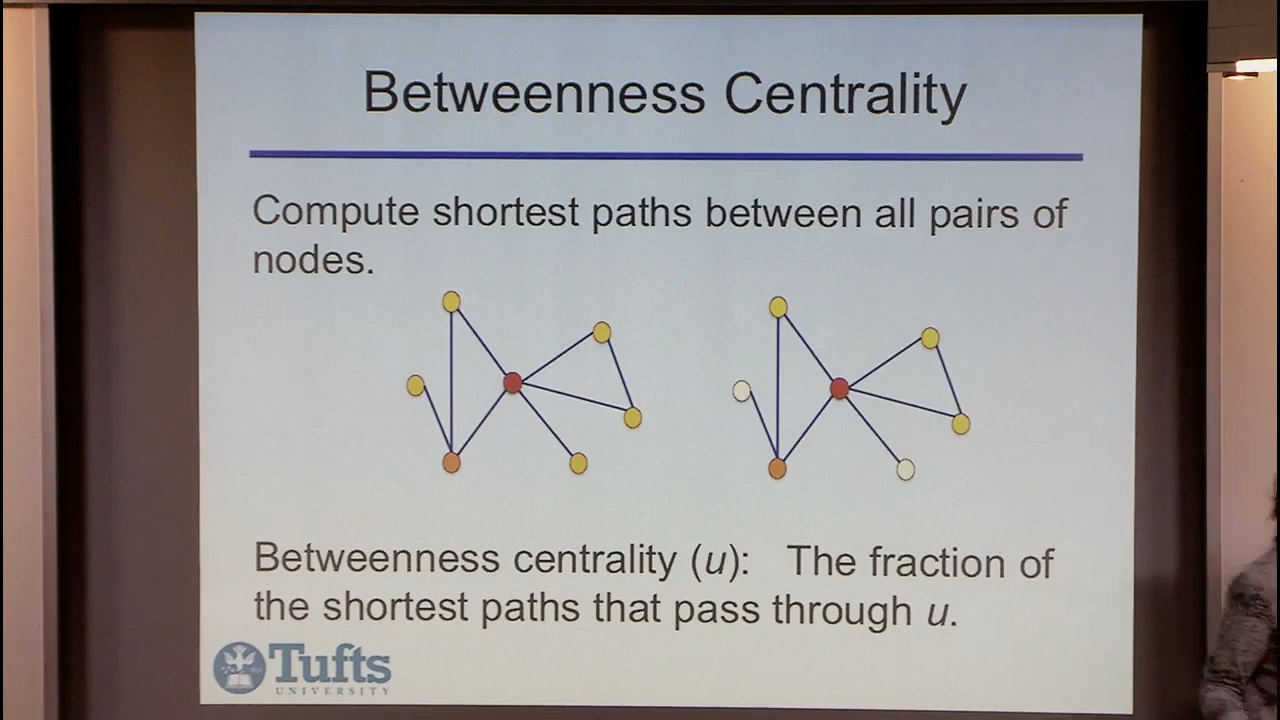 Betweenness Centrality
Compute shortest paths between all pairs of
nodes.
Betweenness centrality (u): The fraction of
the shortest paths that pass through u.
Tufts
UNIVERSITY